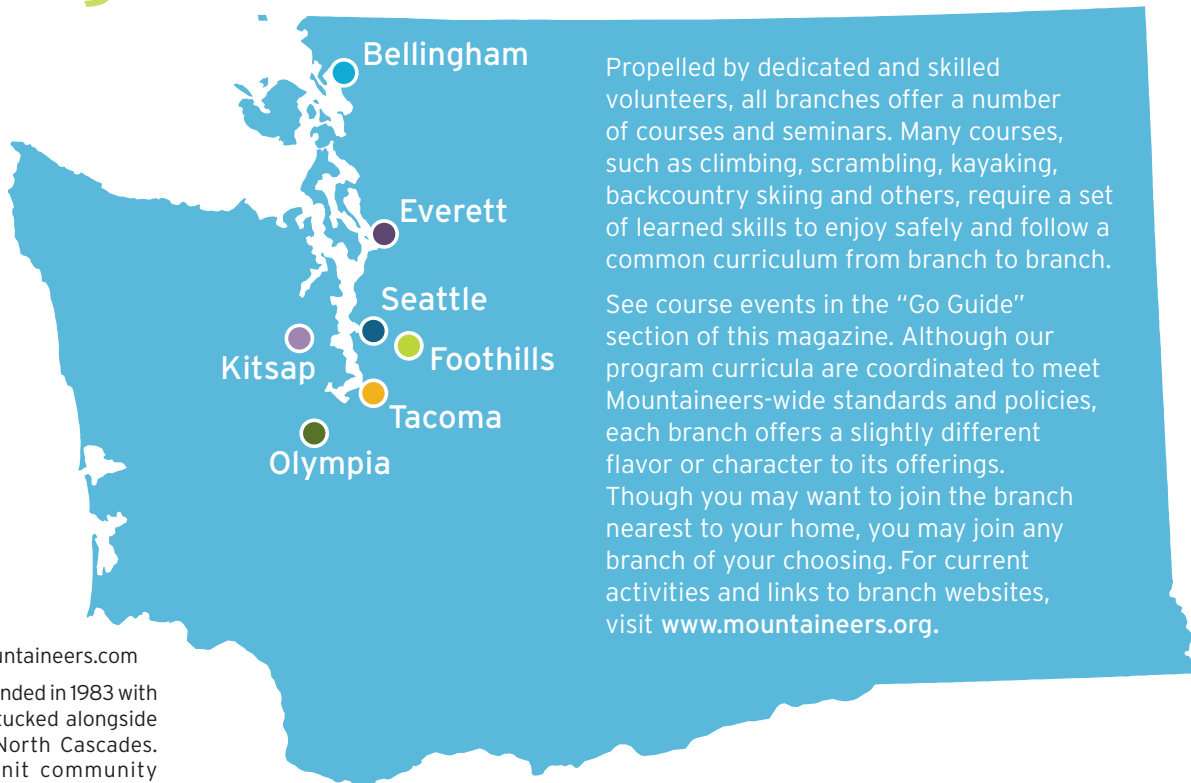 Bellingham
Everett
Seattle
Kitsap
Foothills
Tacoma
Olympia
Propelled by dedicated and skilled
volunteers, all branches offer a number
of courses and seminars. Many courses,
such as climbing, scrambling, kayaking,
backcountry skiing and others, require a set
of learned skills to enjoy safely and follow a
common curriculum from branch to branch.
See course events in the “Go Guide”
section of this magazine. Although our
program curricula are coordinated to meet
Mountaineers-wide standards and policies,
each branch offers a slightly different
flavor or character to its offerings.
Though you may want to join the branch
nearest to your home, you may join any
branch of your choosing. For current
activities and links to branch websites,
visit www.mountaineers.org.
untaineers.com
nded in 1983 with
tucked alongside
North Cascades.
nit community